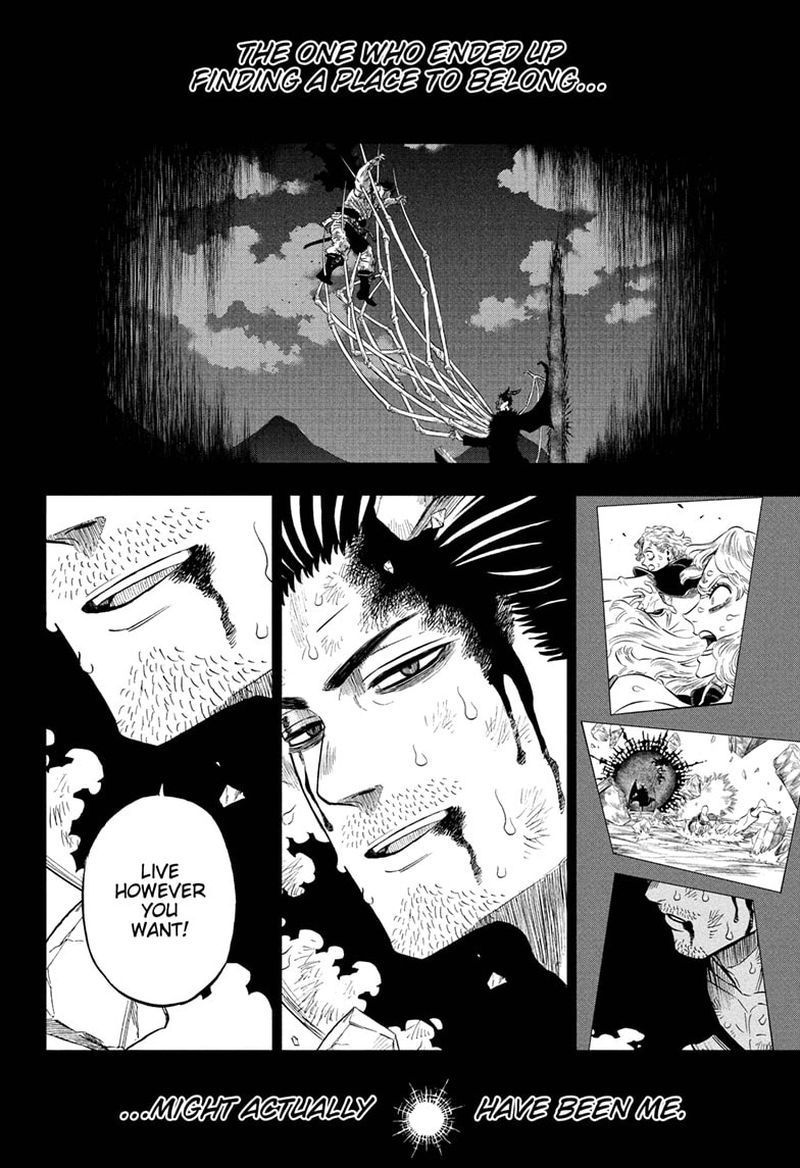 THE ONE WHO ENDED UP
FINDING A PLACE TO BELONG...
LIVE
HOWEVER
YOU
WANT!
...MIGHT ACTUALLY HAVE BEEN ME.